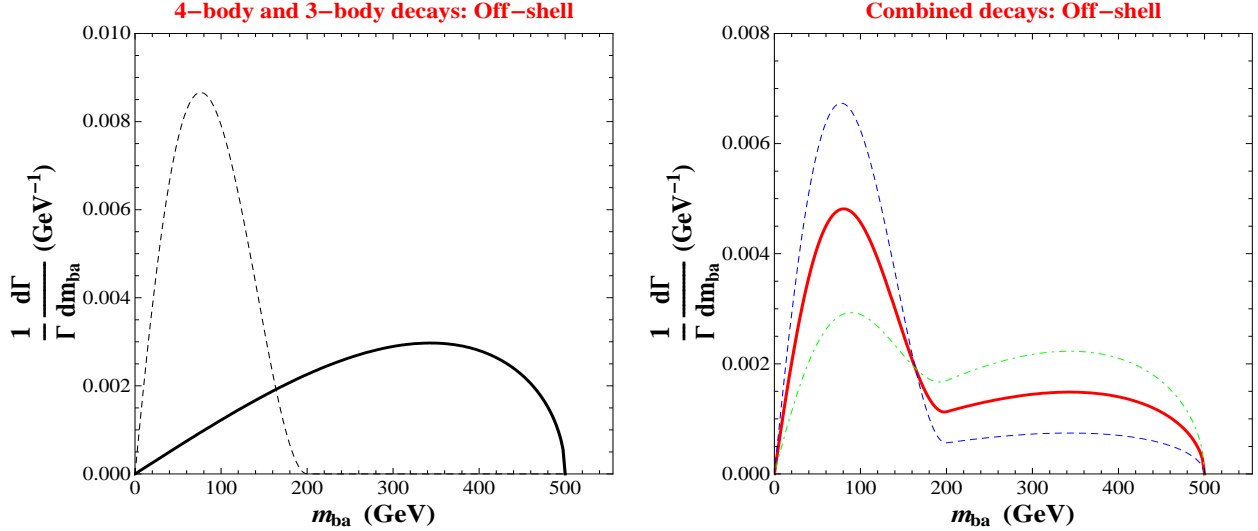 4−body and 3−body decays: Off−shell
0.010
0.008
0.006
0.004
0.002
0.000
0 100 200 300 400 500
m_ba (GeV)
1/Γ dΓ/dm_ba (GeV⁻¹)
Combined decays: Off−shell
0.008
0.006
0.004
0.002
0.000
0 100 200 300 400 500
m_ba (GeV)
1/Γ dΓ/dm_ba (GeV⁻¹)